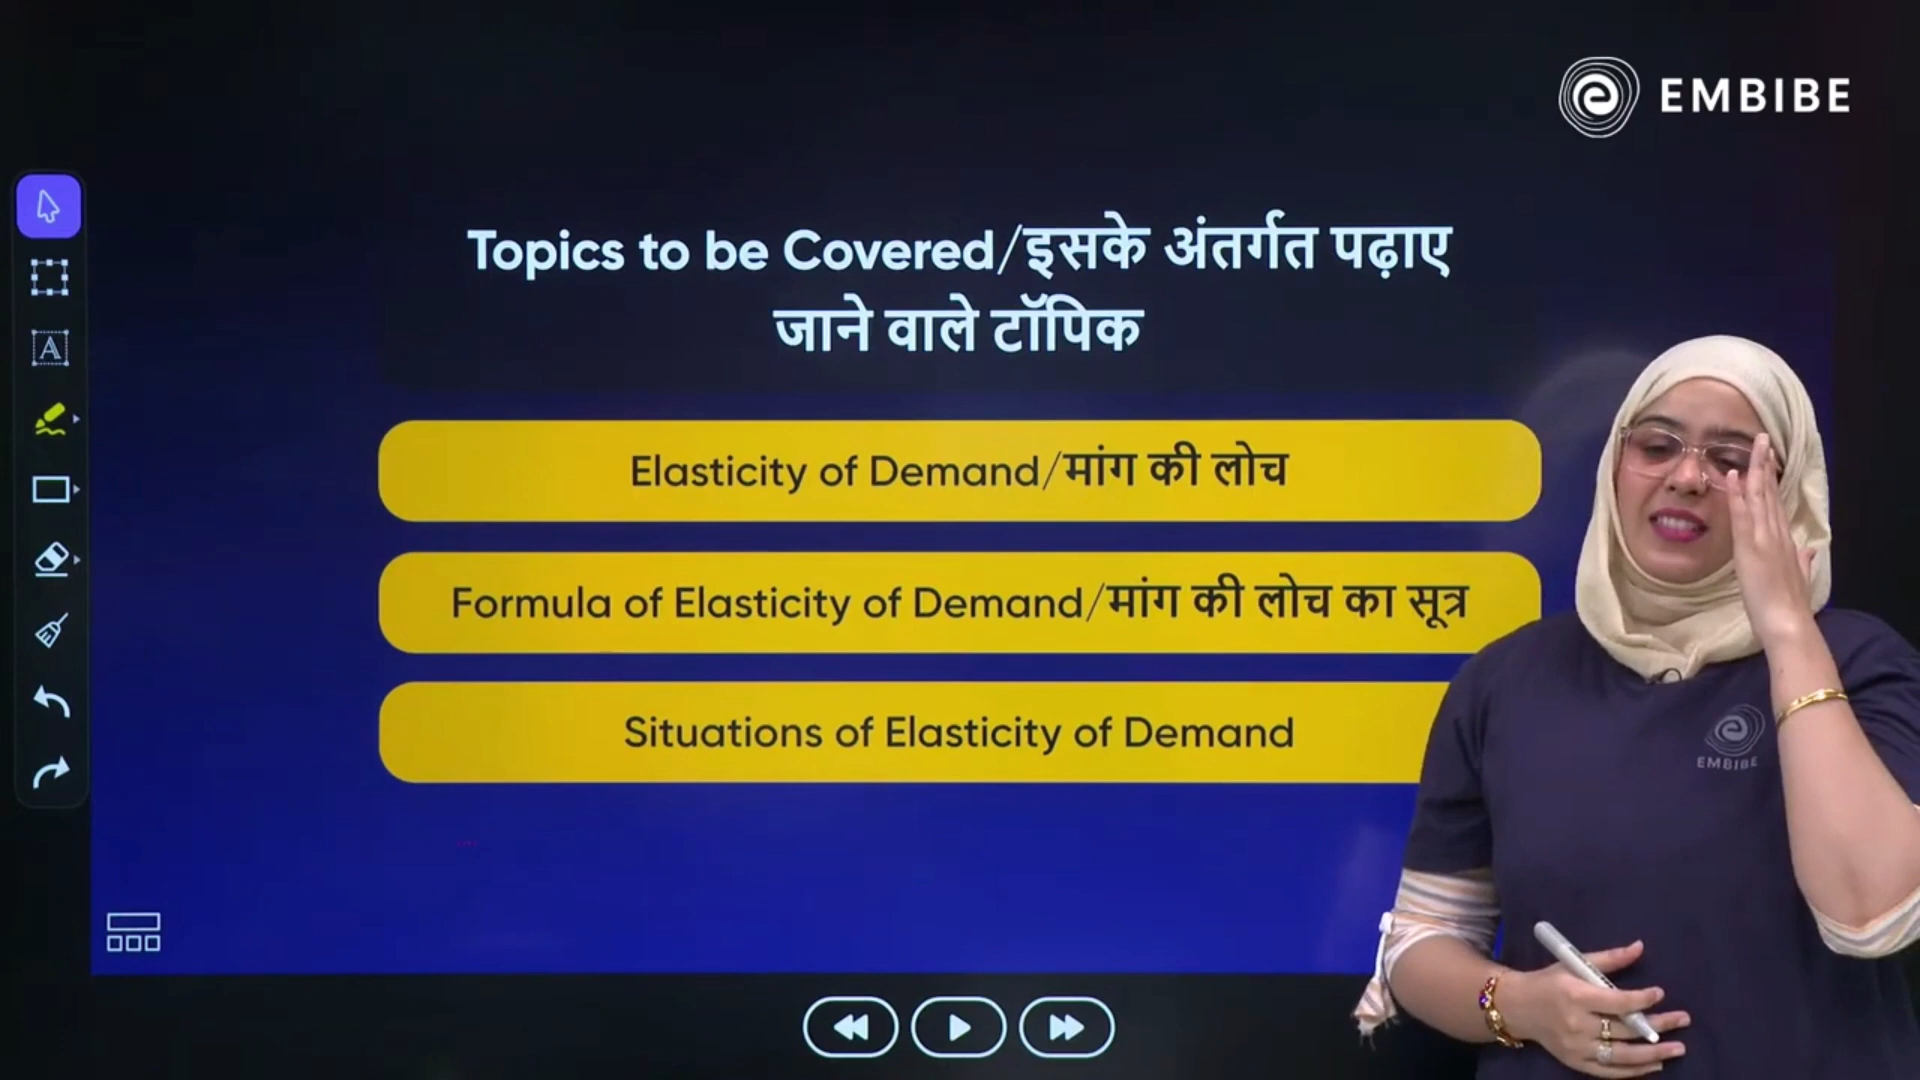 EMBIBE
Topics to be Covered/इसके अंतर्गत पढ़ाए
जाने वाले टॉपिक
Elasticity of Demand/मांग की लोच
Formula of Elasticity of Demand/मांग की लोच का सूत्र
Situations of Elasticity of Demand
EMBIBE